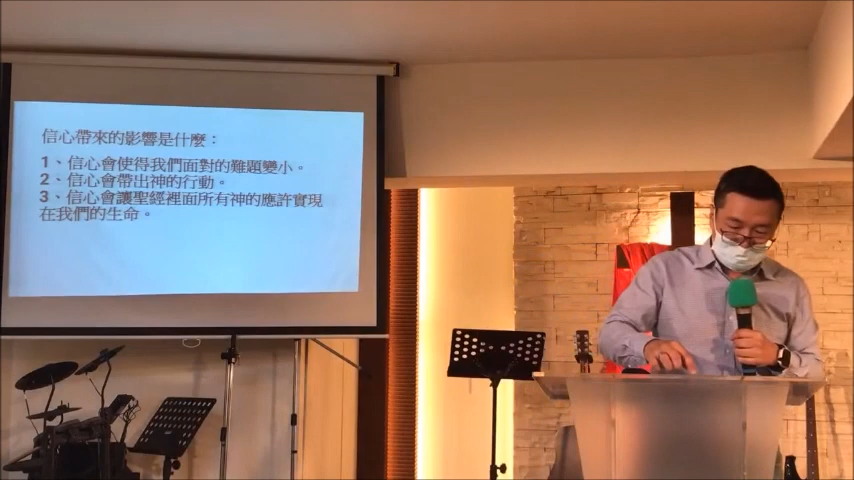 信心帶來的影響是什麼：
1、信心會使得我們面對的難題變小。
2、信心會帶出神的行動。
3、信心會讓聖經裡面所有神的應許實現
在我們的生命。